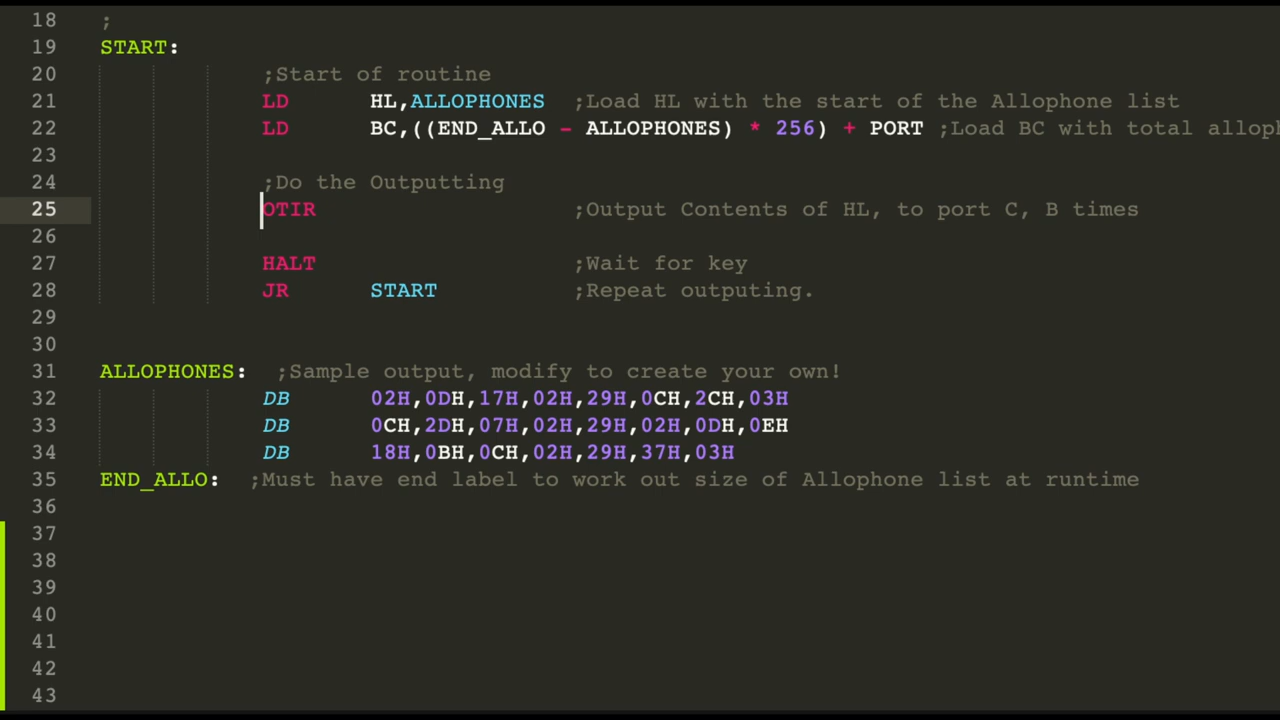 18 ;
19 START:
20 ;Start of routine
21 LD HL,ALLOPHONES ;Load HL with the start of the Allophone list
22 LD BC,((END_ALLO - ALLOPHONES) * 256) + PORT ;Load BC with total alloph
23
24 ;Do the Outputting
25 OTIR ;Output Contents of HL, to port C, B times
26
27 HALT ;Wait for key
28 JR START ;Repeat outputing.
29
30
31 ALLOPHONES: ;Sample output, modify to create your own!
32 DB 02H,0DH,17H,02H,29H,0CH,2CH,03H
33 DB 0CH,2DH,07H,02H,29H,02H,0DH,0EH
34 DB 18H,0BH,0CH,02H,29H,37H,03H
35 END_ALLO: ;Must have end label to work out size of Allophone list at runtime
36
37
38
39
40
41
42
43